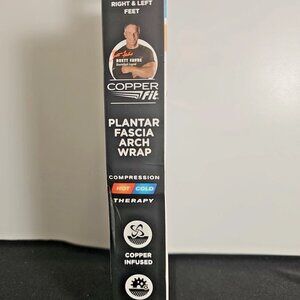 RIGHT & LEFT
FEET
BRETT FAVRE
COPPER
Fit
PLANTAR
FASCIA
ARCH
WRAP
COMPRESSION
HOT COLD
THERAPY
COPPER
INFUSED